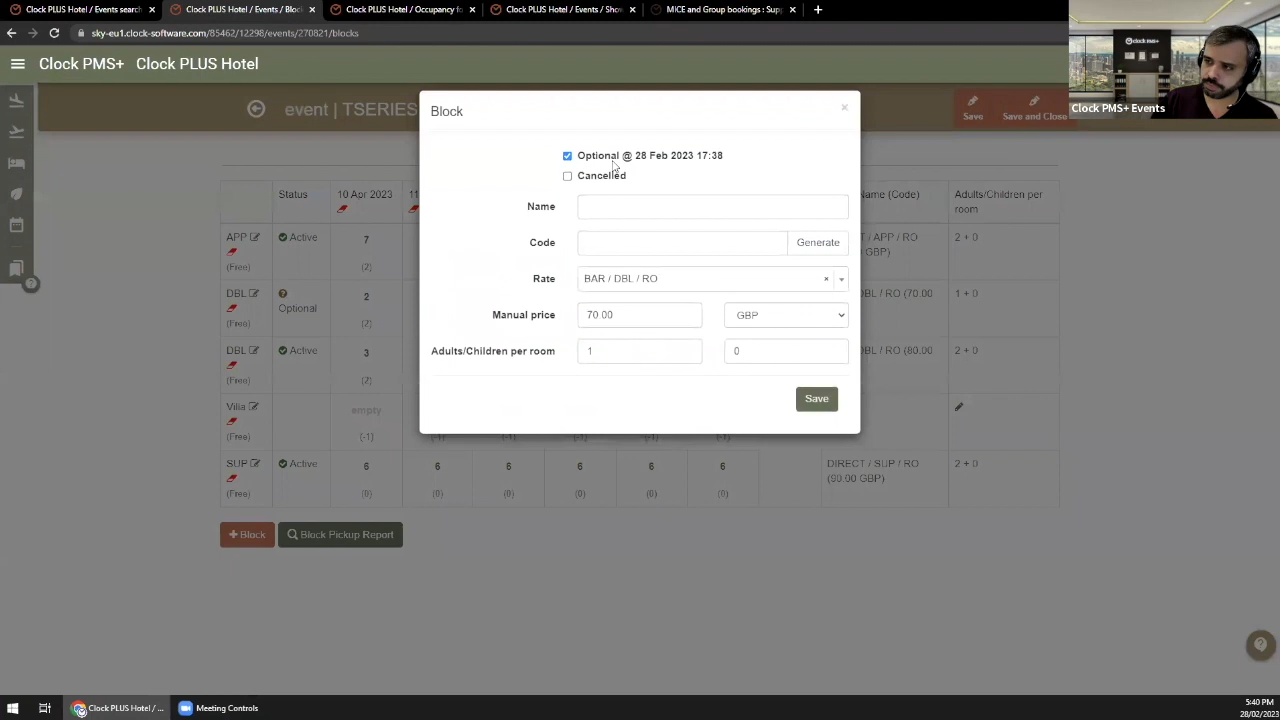 Clock PLUS Hotel / Events search
Clock PLUS Hotel / Events / Bloc
Clock PLUS Hotel / Occupancy fo
Clock PLUS Hotel / Events / Sho
MICE and Group bookings : Supp
sky-eu1.clock-software.com/85462/12298/events/270821/blocks
Clock PMS+ Clock PLUS Hotel
clock PMS+
Clock PMS+ Events
event | TSERIES
Save
Save and Close
Block
Optional @ 28 Feb 2023 17:38
Cancelled
Name
Code
Generate
Rate
BAR / DBL / RO
Manual price
70.00
GBP
Adults/Children per room
1
0
Save
Status
10 Apr 2023
11
Name (Code)
Adults/Children per
room
APP
(Free)
Active
7
(2)
DIRECT / APP / RO
GBP)
2 + 0
DBL
(Free)
Optional
2
(2)
DBL / RO (70.00
1 + 0
DBL
(Free)
3
(2)
DBL / RO (80.00
2 + 0
Vilia
(Free)
empty
(-1) (-1) (-1) (-1) (-1) (-1)
SUP
(Free)
Active
6 6 6 6 6 6
(0) (0) (0) (0) (0) (0)
DIRECT / SUP / RO
(90.00 GBP)
2 + 0
+ Block
Block Pickup Report
Clock PLUS Hotel / ...
Meeting Controls
5:40 PM
28/02/2023